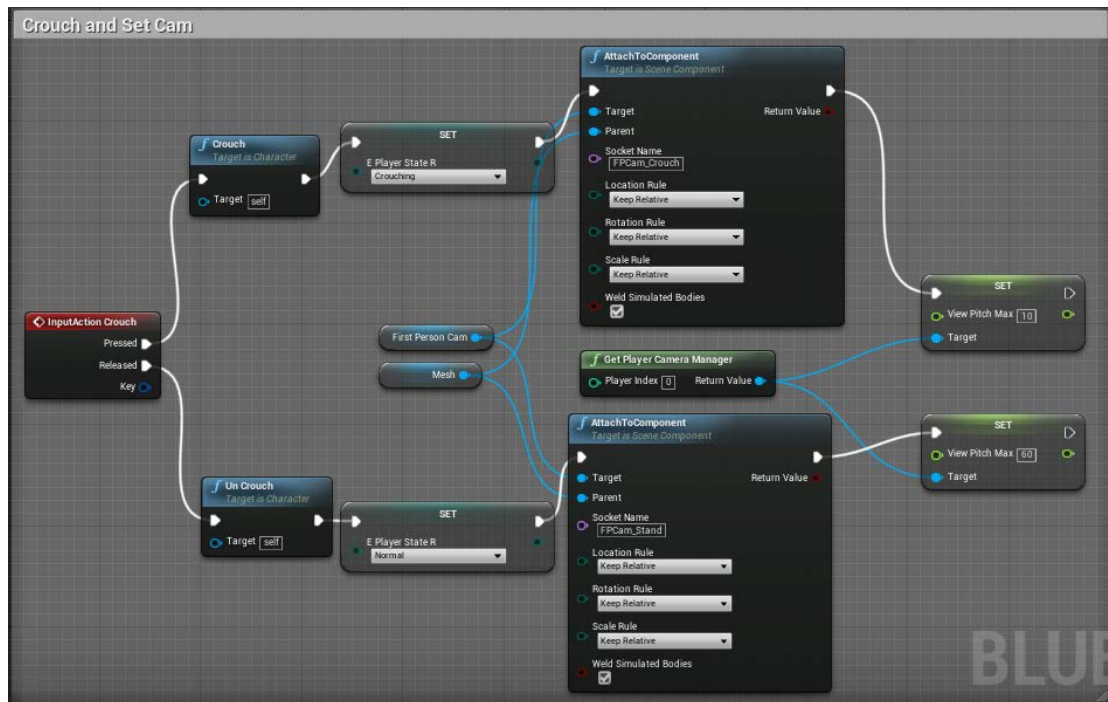 Crouch and Set Cam
AttachToComponent
Target is Scene Component
Target
Return Value
Parent
Socket Name
FPCam_Crouch
Location Rule
Keep Relative
Rotation Rule
Keep Relative
Scale Rule
Keep Relative
Weld Simulated Bodies
Crouch
Target is Character
Target self
SET
E Player State R
Crouching
InputAction Crouch
Pressed
Released
Key
First Person Cam
Mesh
Get Player Camera Manager
Player Index 0 Return Value
SET
View Pitch Max 10
Target
Un Crouch
Target is Character
Target self
SET
E Player State R
Normal
AttachToComponent
Target is Scene Component
Target
Return Value
Parent
Socket Name
FPCam_Stand
Location Rule
Keep Relative
Rotation Rule
Keep Relative
Scale Rule
Keep Relative
Weld Simulated Bodies
SET
View Pitch Max 60
Target
BLUE